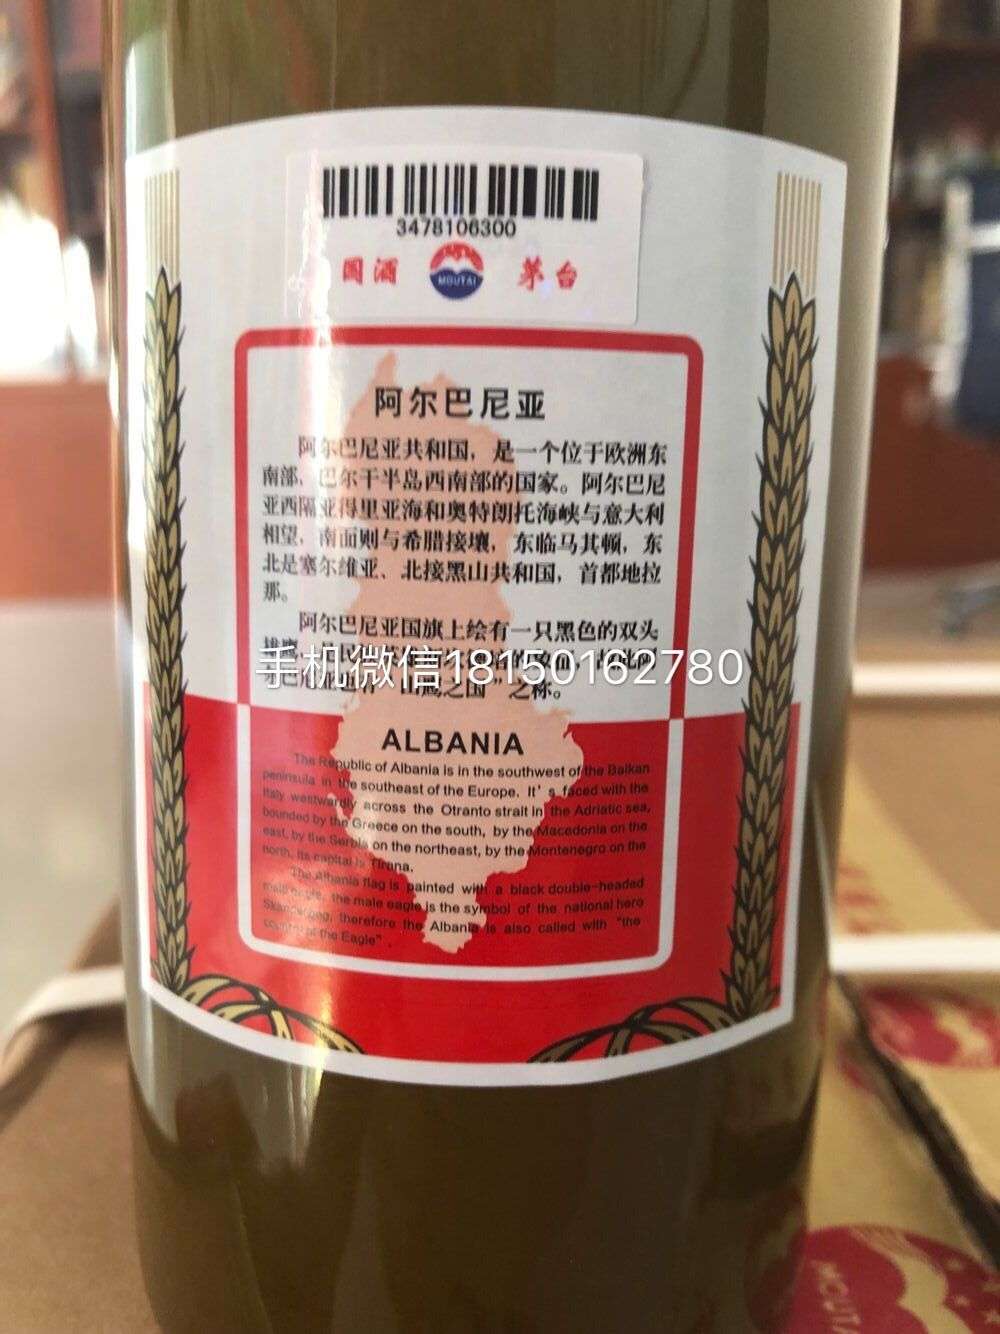 3478106300
国酒 MOUTAI 茅台
阿尔巴尼亚
阿尔巴尼亚共和国，是一个位于欧洲东
南部，巴尔干半岛西南部的国家。阿尔巴尼
亚西隔亚得里亚海和奥特朗托海峡与意大利
相望，南面则与希腊接壤，东临马其顿，东
北是塞尔维亚、北接黑山共和国，首都地拉
那。
阿尔巴尼亚国旗上绘有一只黑色的双头
手机微信18150162780
之国”之称。
ALBANIA
The Republic of Albania is in the southwest of the Balkan
peninsula in the southeast of the Europe. It's faced with the
Italy westwardly across the Otranto strait in the Adriatic sea,
bounded by the Greece on the south, by the Macedonia on the
east, by the Serbia on the northeast, by the Montenegro on the
north, its capital is Tirana.
The Albania flag is painted with a black double-headed
male eagle, the male eagle is the symbol of the national hero
therefore the Albania is also called with "the
country of the Eagle".
MOUTAI